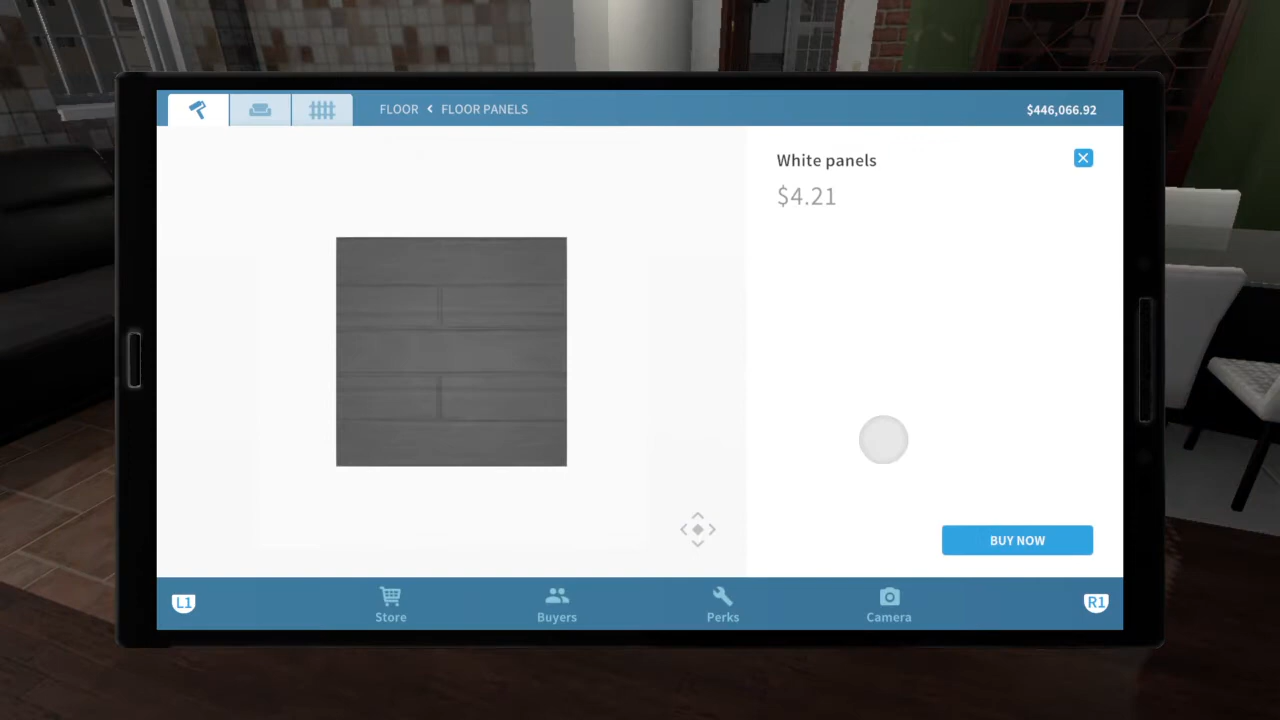 FLOOR < FLOOR PANELS
$446,066.92
White panels
$4.21
BUY NOW
L1
Store
Buyers
Perks
Camera
R1